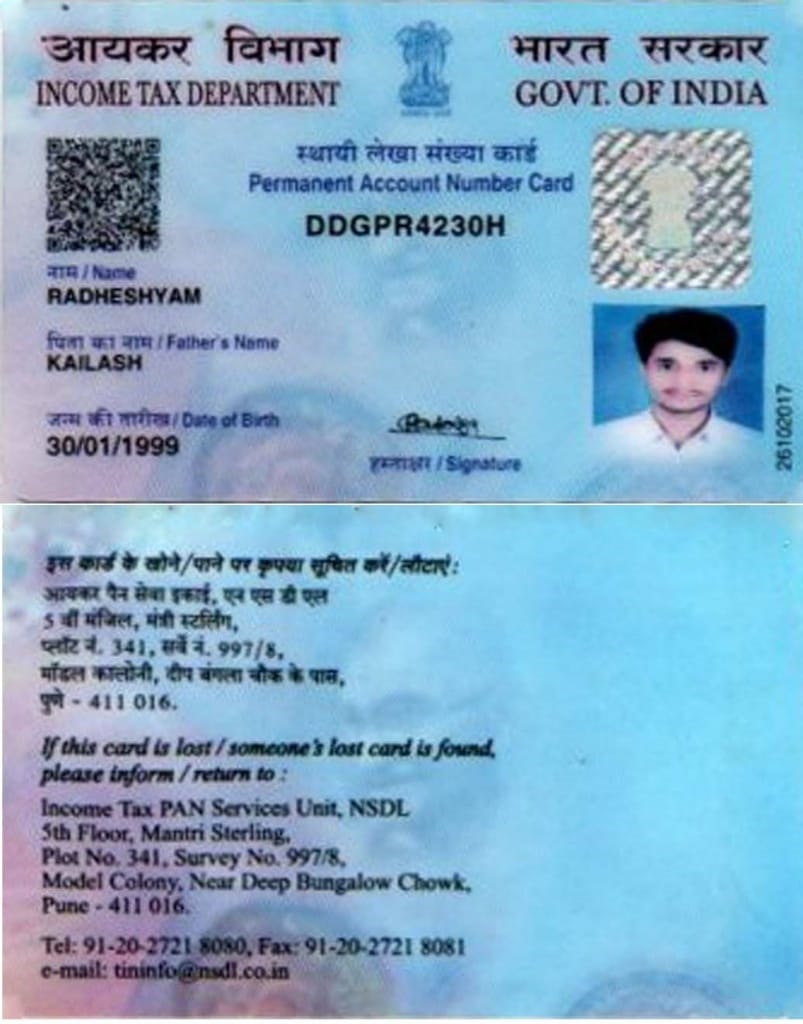 आयकर विभाग
INCOME TAX DEPARTMENT
भारत सरकार
GOVT. OF INDIA
स्थायी लेखा संख्या कार्ड
Permanent Account Number Card
DDGPR4230H
नाम / Name
RADHESHYAM
पिता का नाम / Father's Name
KAILASH
जन्म की तारीख / Date of Birth
30/01/1999
हस्ताक्षर / Signature
26102017
इस कार्ड के खोने/पाने पर कृपया सूचित करें/लौटाएं:
आयकर पैन सेवा इकाई, एन एस डी एल
5 वीं मंजिल, मंत्री स्टर्लिंग,
प्लॉट नं. 341, सर्वे नं. 997/8,
मॉडल कालोनी, दीप बंगला चौक के पास,
पुणे - 411 016.
If this card is lost / someone's lost card is found,
please inform / return to :
Income Tax PAN Services Unit, NSDL
5th Floor, Mantri Sterling,
Plot No. 341, Survey No. 997/8,
Model Colony, Near Deep Bungalow Chowk,
Pune - 411 016.
Tel: 91-20-2721 8080, Fax: 91-20-2721 8081
e-mail: tininfo@nsdl.co.in